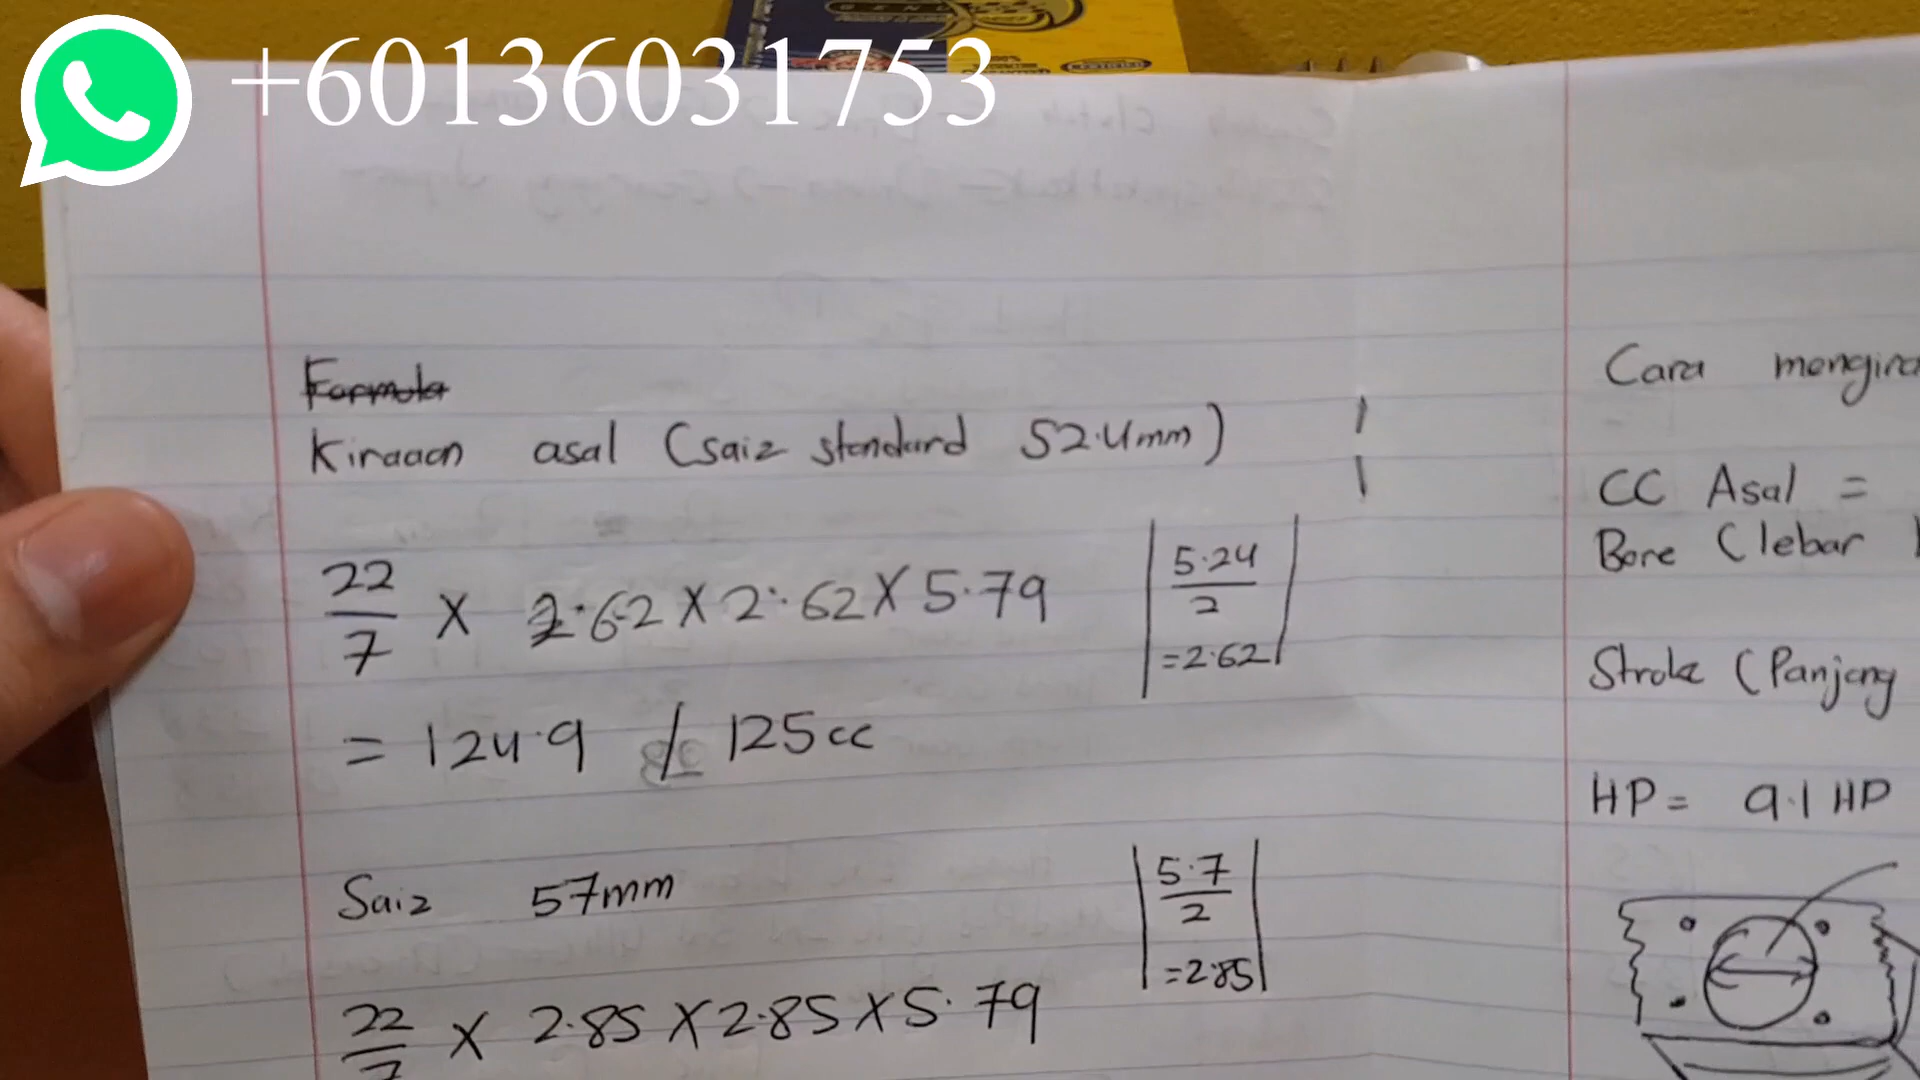 +60136031753
Formula
Kiraaan asal (saiz standard 52.4mm)
22/7 X 2.62 X 2.62 X 5.79
5.24/2
=2.62
= 124.9 / 125cc
Saiz 57mm
5.7/2
=2.85
22/7 X 2.85 X 2.85 X 5.79
Cara mengira
CC Asal =
Bore (lebar
Stroke (Panjang
HP = 9.1 HP